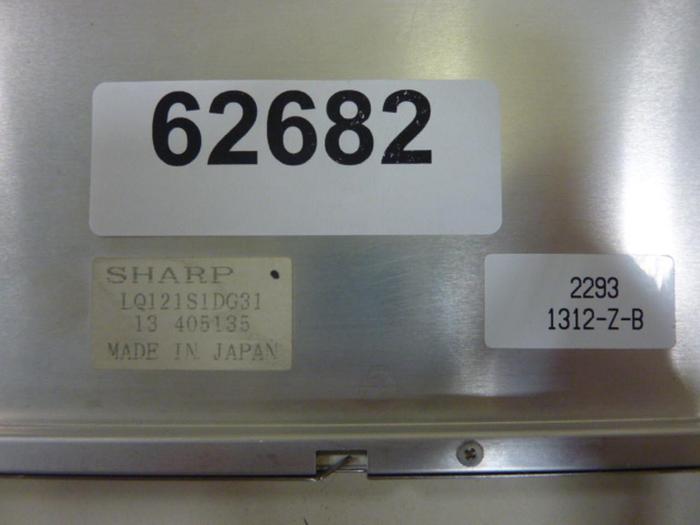 62682
SHARP
LQ121S1DG31
13 405135
MADE IN JAPAN
2293
1312-Z-B